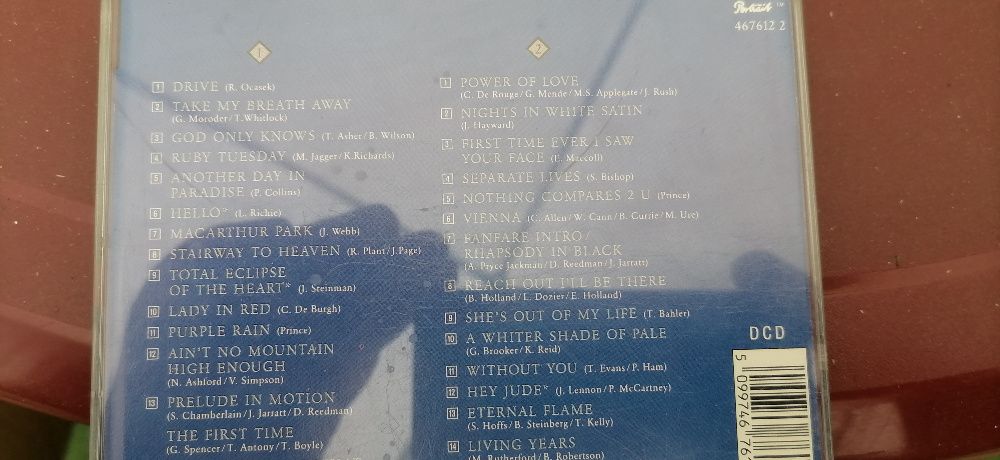 Portrait ™
467612 2
1
1 DRIVE (R. Ocasek)
2 TAKE MY BREATH AWAY
(G. Moroder/T. Whitlock)
3 GOD ONLY KNOWS (T. Asher/B. Wilson)
4 RUBY TUESDAY (M. Jagger/K.Richards)
5 ANOTHER DAY IN
PARADISE (P. Collins)
6 HELLO* (L. Richie)
7 MACARTHUR PARK (J. Webb)
8 STAIRWAY TO HEAVEN (R. Plant/J.Page)
9 TOTAL ECLIPSE
OF THE HEART* (J. Steinman)
10 LADY IN RED (C. De Burgh)
11 PURPLE RAIN (Prince)
12 AIN'T NO MOUNTAIN
HIGH ENOUGH
(N. Ashford/V. Simpson)
13 PRELUDE IN MOTION
(S. Chamberlain/J. Jarratt/D. Reedman)
THE FIRST TIME
(G. Spencer/T. Antony/T. Boyle)
2
1 POWER OF LOVE
(C. De Rouge/G. Mende/M.S. Applegate/J. Rush)
2 NIGHTS IN WHITE SATIN
(J. Hayward)
3 FIRST TIME EVER I SAW
YOUR FACE (E. Maccoll)
4 SEPARATE LIVES (S. Bishop)
5 NOTHING COMPARES 2 U (Prince)
6 VIENNA (C. Allen/W. Cann/B. Currie/M. Ure)
7 FANFARE INTRO/
RHAPSODY IN BLACK
(A. Pryce Jackman/D. Reedman/J. Jarratt)
8 REACH OUT I'LL BE THERE
(B. Holland/L. Dozier/E. Holland)
9 SHE'S OUT OF MY LIFE (T. Bahler)
10 A WHITER SHADE OF PALE
(G. Brooker/K. Reid)
11 WITHOUT YOU (T. Evans/P. Ham)
12 HEY JUDE* (J. Lennon/P. McCartney)
13 ETERNAL FLAME
(S. Hoffs/B. Steinberg/T. Kelly)
14 LIVING YEARS
(M. Rutherford/B. Robertson)
DCD
5 099746 76